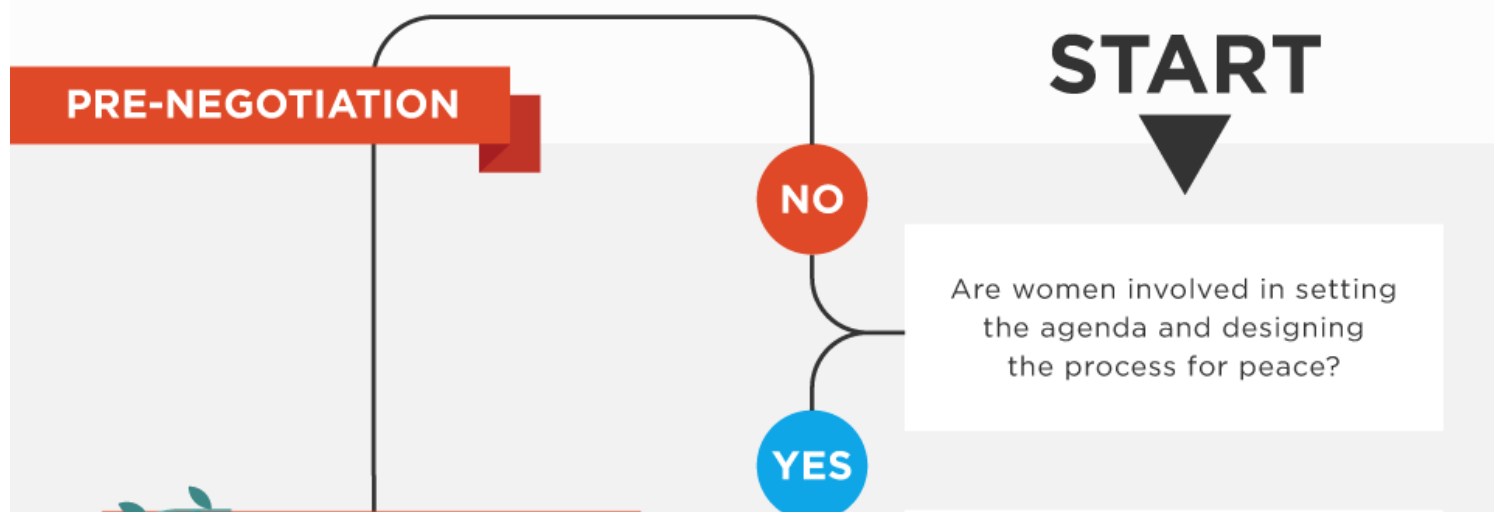 START
PRE-NEGOTIATION
NO
Are women involved in setting
the agenda and designing
the process for peace?
YES